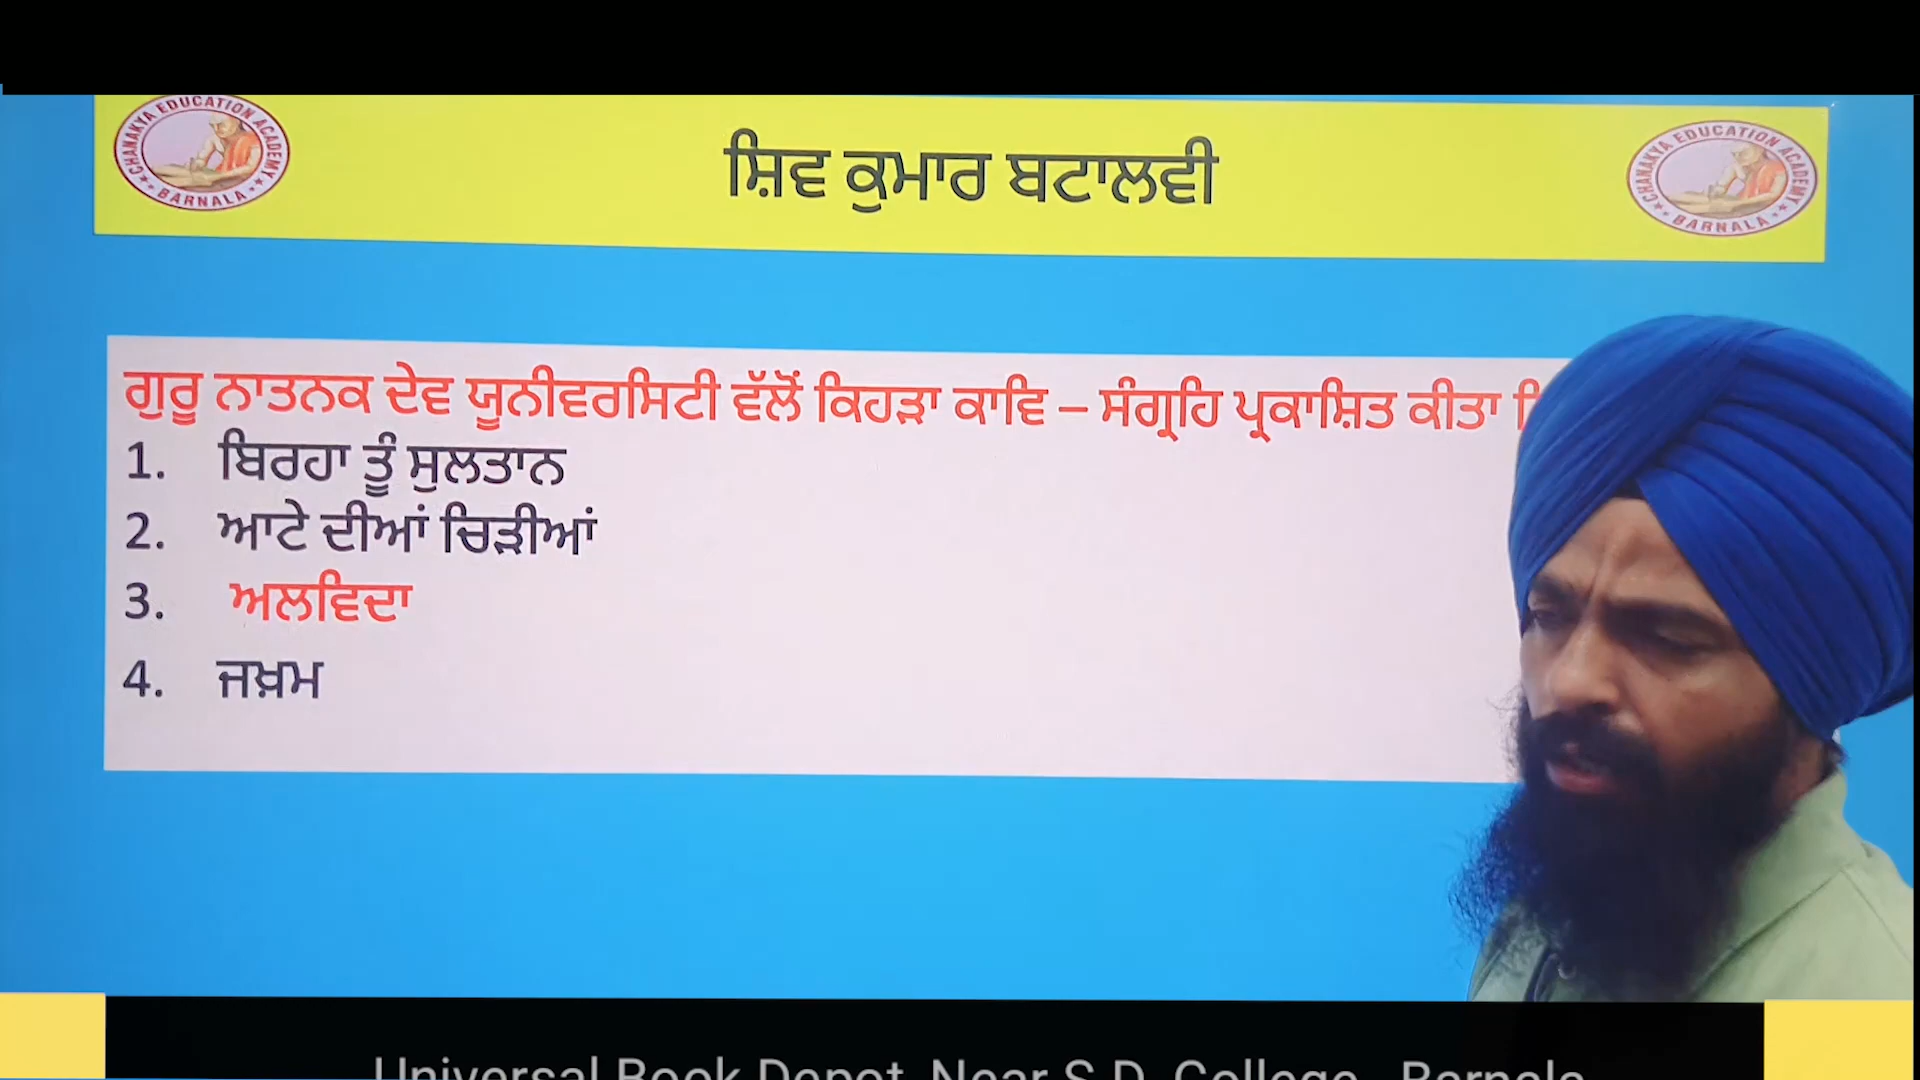 CHANAKYA EDUCATION ACADEMY
BARNALA
ਸ਼ਿਵ ਕੁਮਾਰ ਬਟਾਲਵੀ
CHANAKYA EDUCATION ACADEMY
BARNALA
ਗੁਰੂ ਨਾਤਨਕ ਦੇਵ ਯੂਨੀਵਰਸਿਟੀ ਵੱਲੋਂ ਕਿਹੜਾ ਕਾਵਿ – ਸੰਗ੍ਰਹਿ ਪ੍ਰਕਾਸ਼ਿਤ ਕੀਤਾ
1. ਬਿਰਹਾ ਤੂੰ ਸੁਲਤਾਨ
2. ਆਟੇ ਦੀਆਂ ਚਿੜੀਆਂ
3. ਅਲਵਿਦਾ
4. ਜਖ਼ਮ
Universal Book Depot, Near S.D. College, Barnala